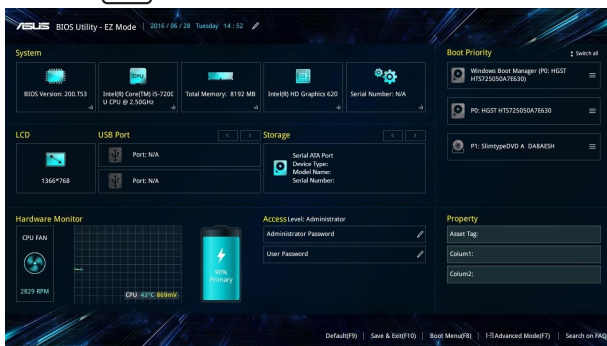 ASUS BIOS Utility - EZ Mode 2016 / 06 / 28 Tuesday 14 : 52
System
BIOS Version: 200.T53
CPU
Intel(R) Core(TM) i5-7200
U CPU @ 2.50GHz
Total Memory: 8192 MB
Intel(R) HD Graphics 620
Serial Number: N/A
Boot Priority
Switch all
Windows Boot Manager (P0: HGST
HTS725050A7E630)
P0: HGST HTS725050A7E630
P1: SlimtypeDVD A DA8AESH
LCD
1366*768
USB Port
Port: N/A
Port: N/A
Storage
Serial ATA Port
Device Type:
Model Name:
Serial Number:
Hardware Monitor
CPU FAN
2829 RPM
CPU 43°C 869mV
90%
Primary
Access Level: Administrator
Administrator Password
User Password
Property
Asset Tag:
Colum1:
Colum2:
Default(F9) | Save & Exit(F10) | Boot Menu(F8) | Advanced Mode(F7) | Search on FAQ